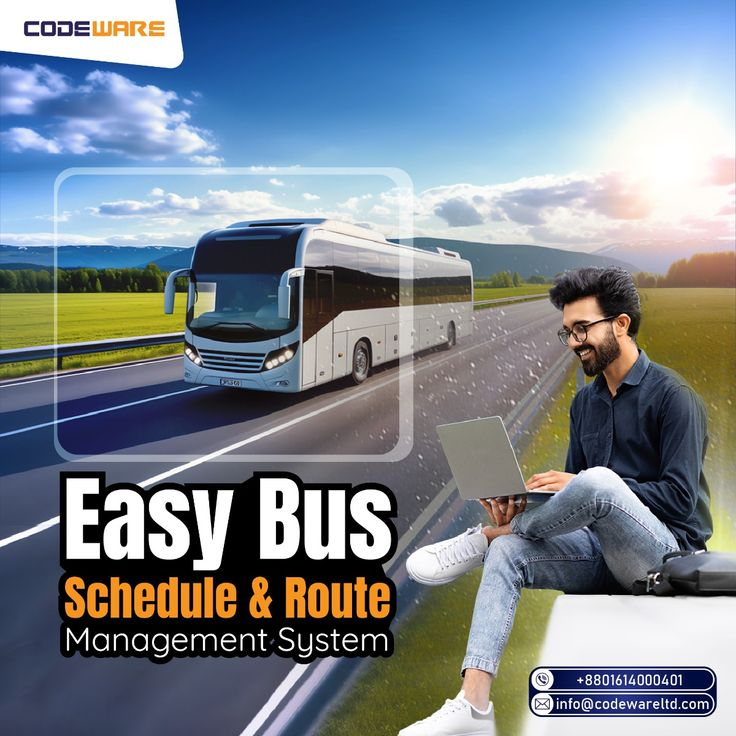 CODEWARE
Easy Bus
Schedule & Route
Management System
+8801614000401
info@codewareltd.com